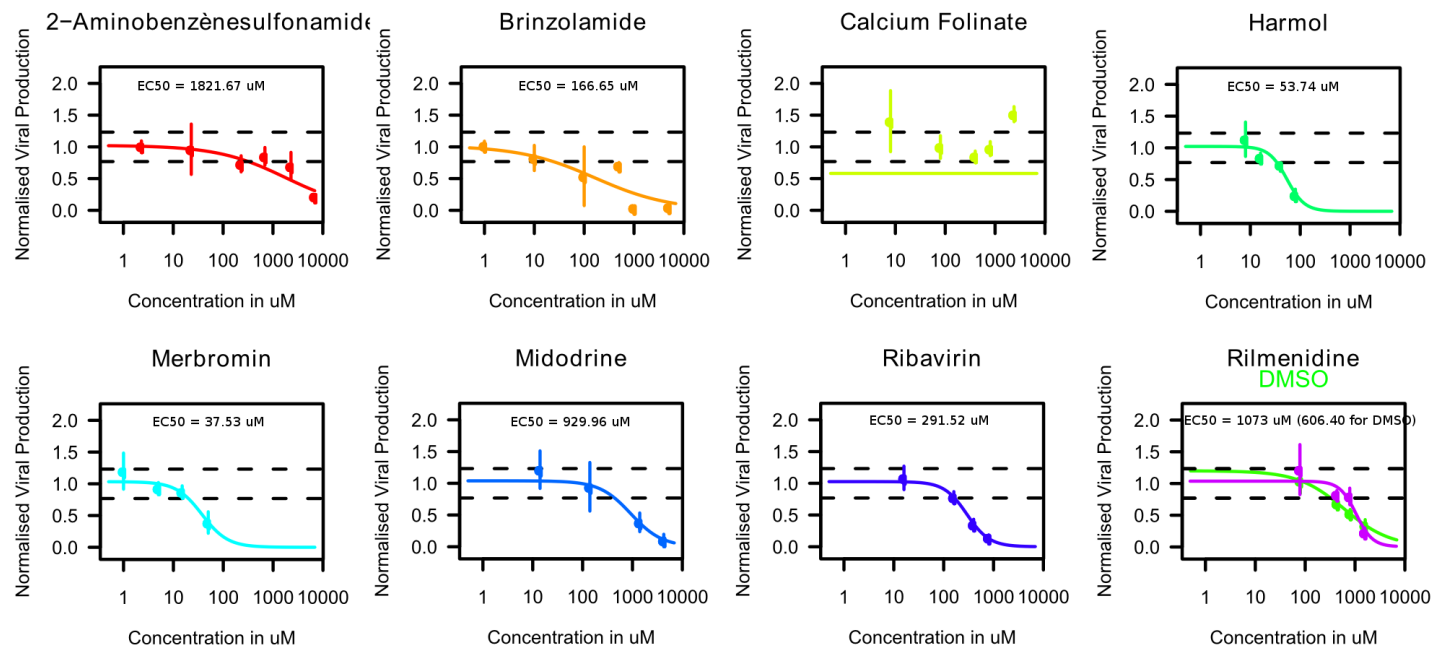 2−Aminobenzènesulfonamide
Normalised Viral Production
EC50 = 1821.67 uM
2.0
1.5
1.0
0.5
0.0
1 10 100 1000 10000
Concentration in uM
Brinzolamide
Normalised Viral Production
EC50 = 166.65 uM
2.0
1.5
1.0
0.5
0.0
1 10 100 1000 10000
Concentration in uM
Calcium Folinate
Normalised Viral Production
2.0
1.5
1.0
0.5
0.0
1 10 100 1000 10000
Concentration in uM
Harmol
Normalised Viral Production
EC50 = 53.74 uM
2.0
1.5
1.0
0.5
0.0
1 10 100 1000 10000
Concentration in uM
Merbromin
Normalised Viral Production
EC50 = 37.53 uM
2.0
1.5
1.0
0.5
0.0
1 10 100 1000 10000
Concentration in uM
Midodrine
Normalised Viral Production
EC50 = 929.96 uM
2.0
1.5
1.0
0.5
0.0
1 10 100 1000 10000
Concentration in uM
Ribavirin
Normalised Viral Production
EC50 = 291.52 uM
2.0
1.5
1.0
0.5
0.0
1 10 100 1000 10000
Concentration in uM
Rilmenidine
DMSO
Normalised Viral Production
EC50 = 1073 uM (606.40 for DMSO)
2.0
1.5
1.0
0.5
0.0
1 10 100 1000 10000
Concentration in uM